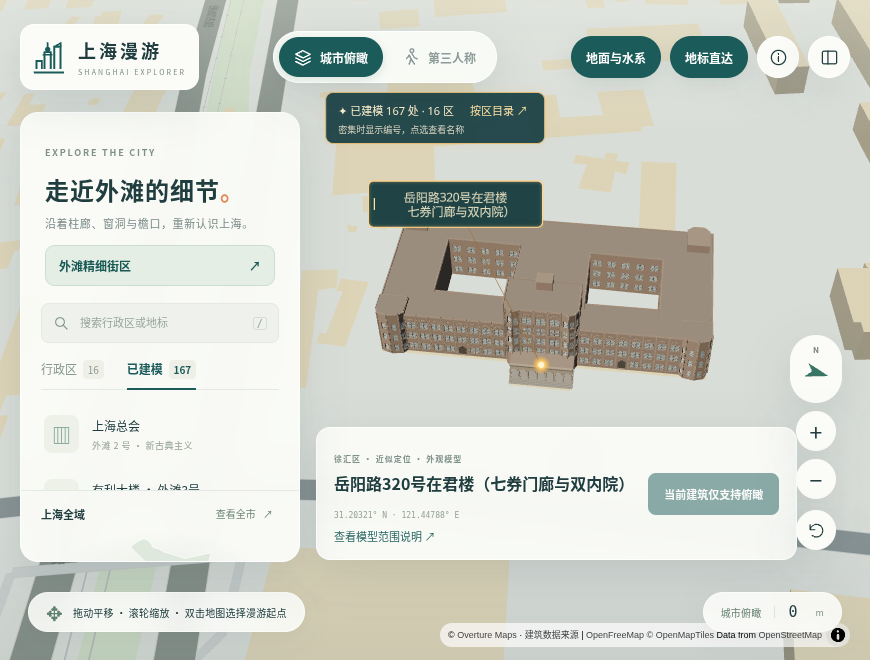 上海漫游
SHANGHAI EXPLORER
城市俯瞰
第三人称
地面与水系
地标直达
✦ 已建模 167 处 · 16 区 按区目录 ↗
密集时显示编号，点选查看名称
EXPLORE THE CITY
走近外滩的细节。
沿着柱廊、窗洞与檐口，重新认识上海。
外滩精细街区 ↗
搜索行政区或地标 /
行政区 16
已建模 167
上海总会
外滩 2 号 · 新古典主义
有利大楼 · 外滩3号
上海全域
查看全市 ↗
岳阳路320号在君楼
七券门廊与双内院）
N
+
−
徐汇区 · 近似定位 · 外观模型
岳阳路320号在君楼（七券门廊与双内院）
当前建筑仅支持俯瞰
31.20321° N · 121.44788° E
查看模型范围说明 ↗
拖动平移 · 滚轮缩放 · 双击地图选择漫游起点
城市俯瞰 0 m
© Overture Maps · 建筑数据来源 | OpenFreeMap © OpenMapTiles Data from OpenStreetMap